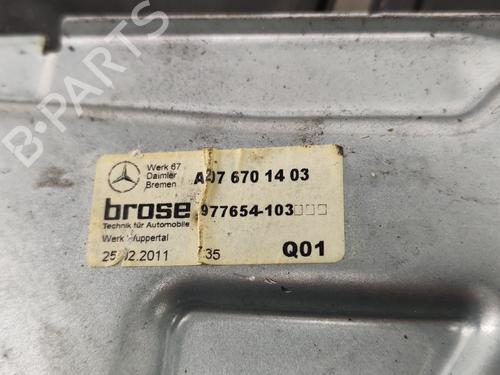 B-PARTS
Werk 67
Daimler
Bremen
A 07 670 14 03
brose
977654-103□□□
Technik für Automobile
Werk Wuppertal
25.02.2011
7:35
Q01